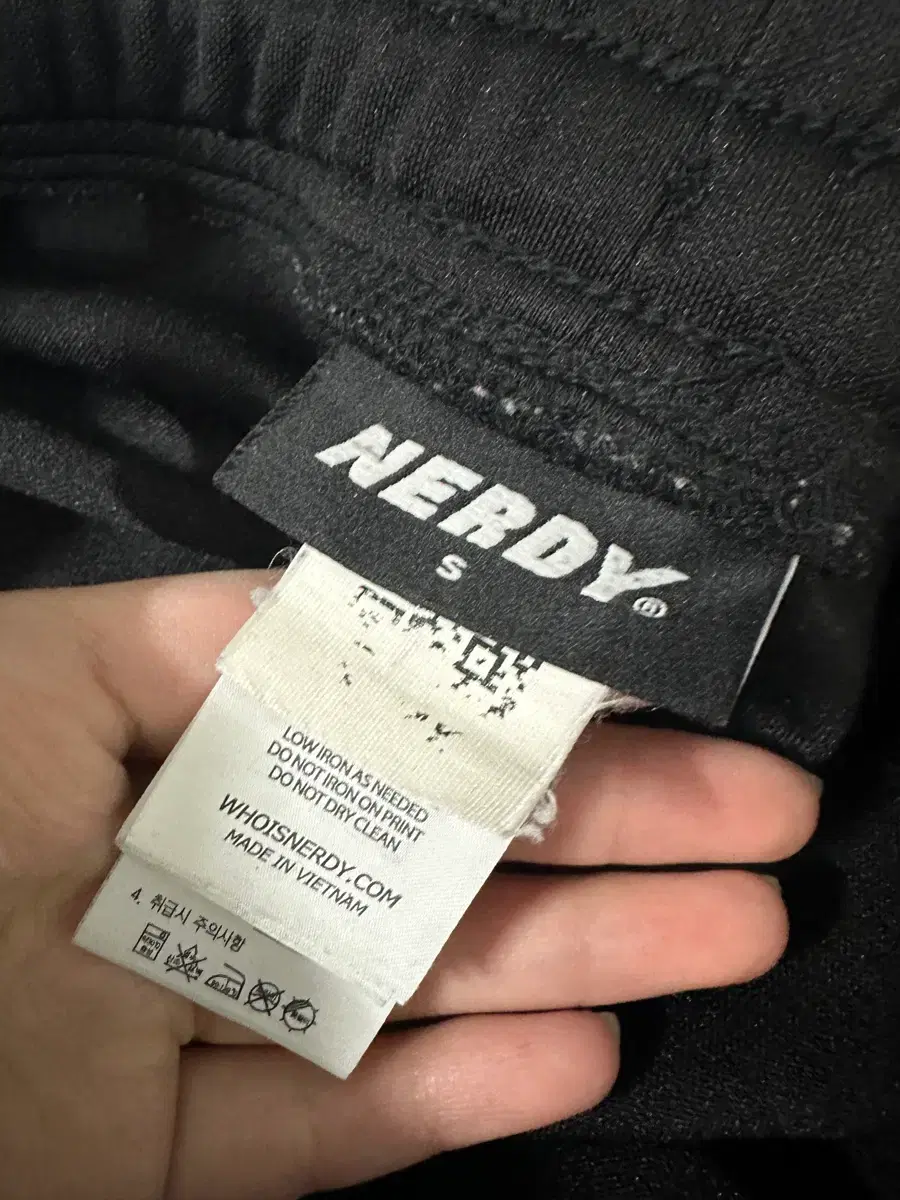 NERDY®
S
LOW IRON AS NEEDED
DO NOT IRON ON PRINT
DO NOT DRY CLEAN
WHOISNERDY.COM
MADE IN VIETNAM
4. 취급시 주의사항